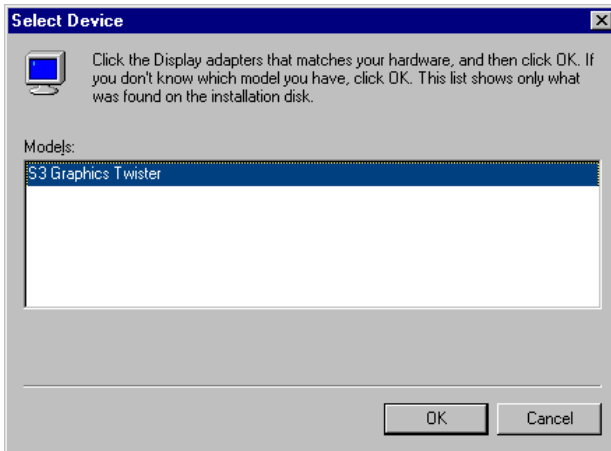 Select Device
Click the Display adapters that matches your hardware, and then click OK. If
you don't know which model you have, click OK. This list shows only what
was found on the installation disk.
Models:
S3 Graphics Twister
OK
Cancel